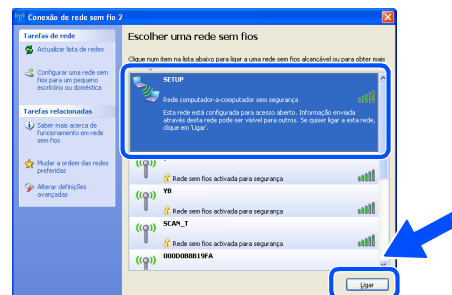 Conexão de rede sem fio 2
Tarefas de rede
Actualizar lista de redes
Configurar uma rede sem
fios para um pequeno
escritório ou doméstica
Tarefas relacionadas
Saber mais acerca de
funcionamento em rede
sem fios
Mudar a ordem das redes
preferidas
Alterar definições
avançadas
Escolher uma rede sem fios
Clique num item na lista abaixo para ligar a uma rede sem fios alcançável ou para obter mais
SETUP
Rede computador-a-computador sem segurança
Esta rede está configurada para acesso aberto. Informação enviada
através desta rede pode ser visível para outros. Se quiser ligar a esta rede,
clique em 'Ligar'.
Rede sem fios activada para segurança
YB
Rede sem fios activada para segurança
SCAN_T
Rede sem fios activada para segurança
000D0B8B19FA
Ligar